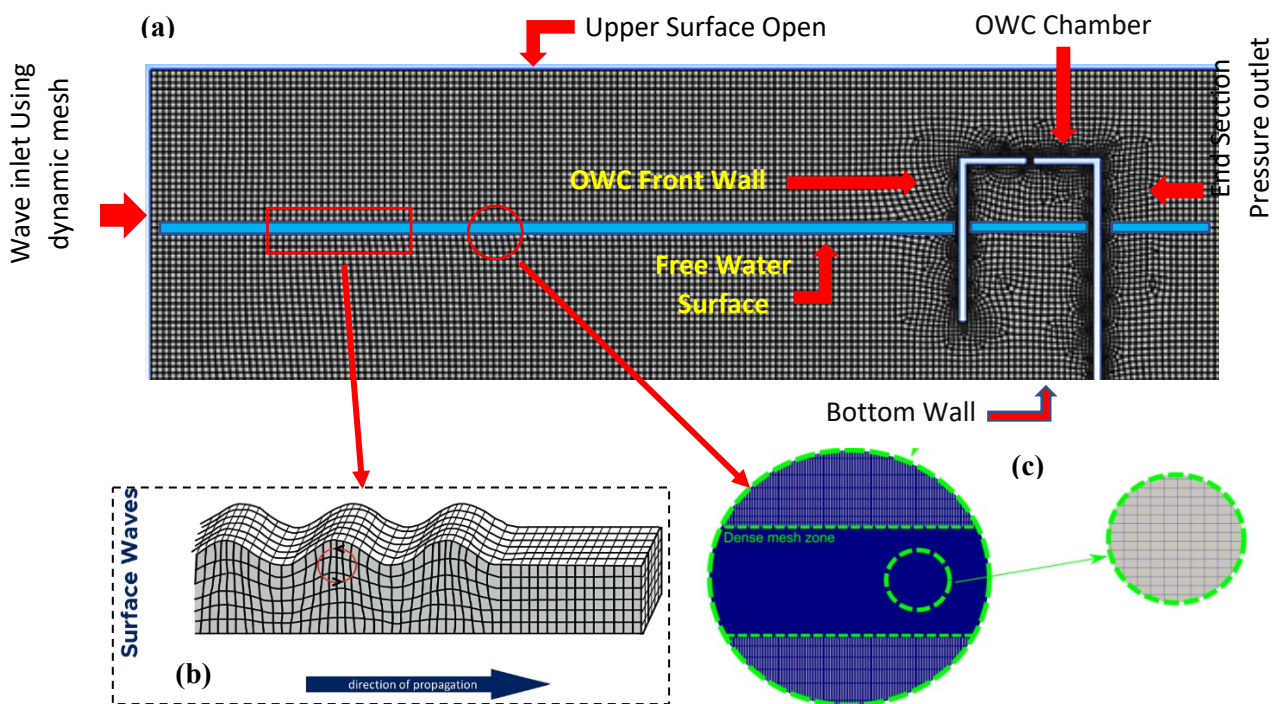 (a)
Upper Surface Open
OWC Chamber
Wave inlet Using
dynamic mesh
End Section
Pressure outlet
OWC Front Wall
Free Water
Surface
Bottom Wall
Surface Waves
(b)
direction of propagation
(c)
Dense mesh zone